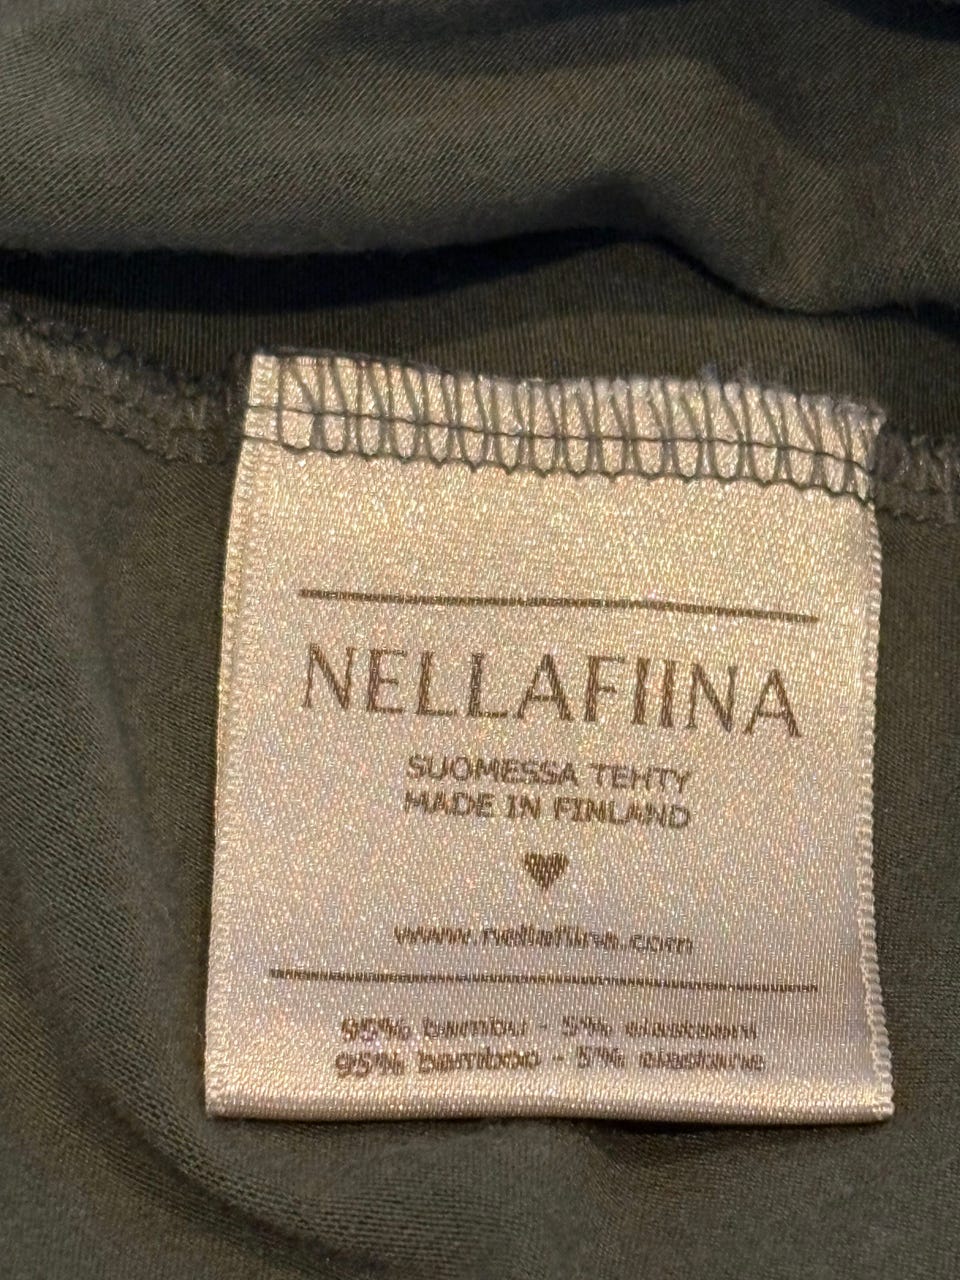 NELLAFIINA
SUOMESSA TEHTY
MADE IN FINLAND
www.nellafiina.com
95% bambu - 5% elastaani
95% bamboo - 5% elastane